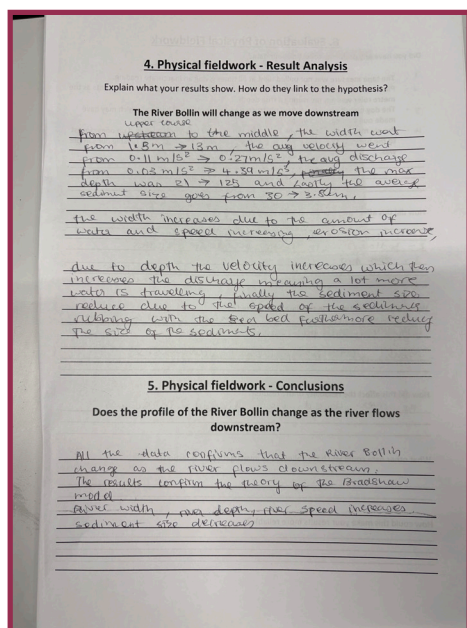 4. Physical fieldwork - Result Analysis
Explain what your results show. How do they link to the hypothesis?
The River Bollin will change as we move downstream
upper course
From upstream to the middle, the width went
from 1.8m → 13m, the avg velocity went
from 0.11 m/s² → 0.27m/s², the avg discharge
from 0.03 m/s² → 4.39 m/s³, the max
depth was 21 → 125 and lastly the average
sediment size goes from 30 → 3.8cm.
the width increases due to the amount of
water and speed increasing, erosion increase,
due to depth the velocity increases which then
increases the discharge meaning a lot more
water is traveling, finally the sediment size
reduce due to the speed of the sediments
rubbing with the bed furthermore reducy
the size of the sediments.
5. Physical fieldwork - Conclusions
Does the profile of the River Bollin change as the river flows
downstream?
All the data confirms that the River Bollin
change as the river flows downstream.
The results confirm the theory of the Bradshaw
model
River width, depth, river speed increases
sediment size decreases